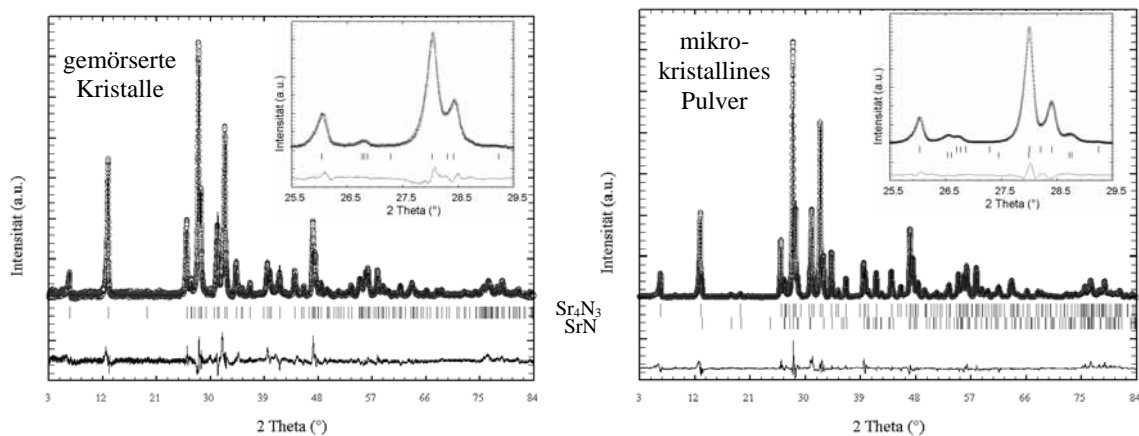 gemörserte
Kristalle
Intensität (a.u.)
25.5 26.5 27.5 28.5 29.5
2 Theta (°)
Intensität (a.u.)
3 12 21 30 39 48 57 66 75 84
2 Theta (°)
Sr₄N₃
SrN
mikro-
kristallines
Pulver
Intensität (a.u.)
25.5 26.5 27.5 28.5 29.5
2 Theta (°)
Intensität (a.u.)
3 12 21 30 39 48 57 66 75 84
2 Theta (°)